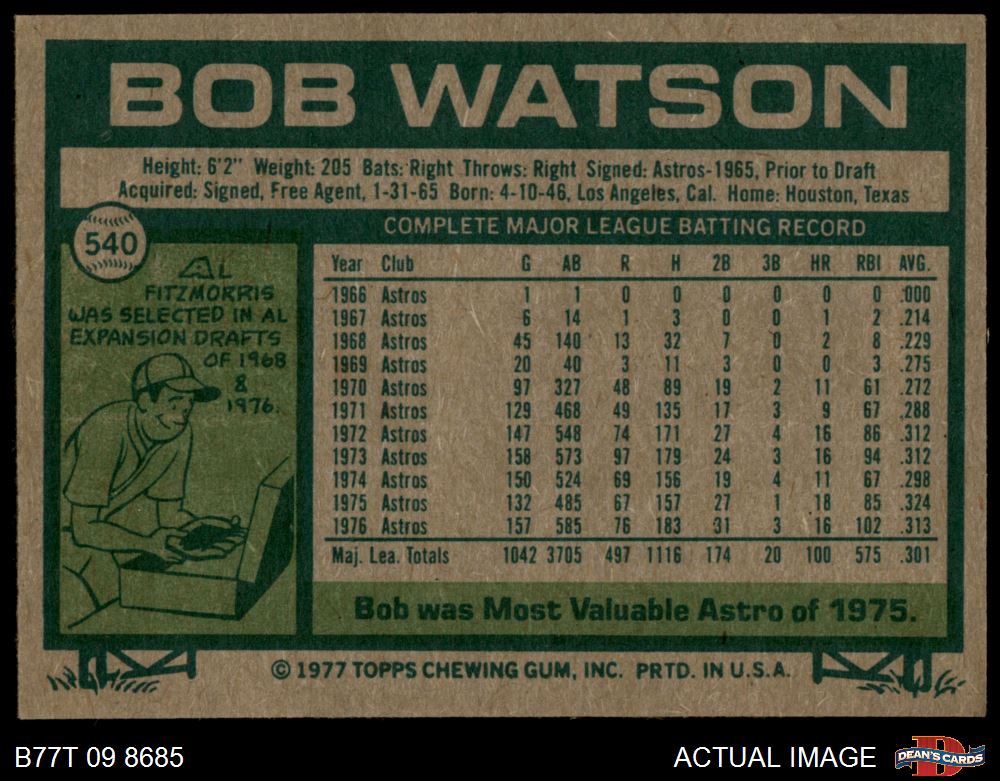 BOB WATSON
Height: 6'2" Weight: 205 Bats: Right Throws: Right Signed: Astros-1965, Prior to Draft
Acquired: Signed, Free Agent, 1-31-65 Born: 4-10-46, Los Angeles, Cal. Home: Houston, Texas
540
AL
FITZMORRIS
WAS SELECTED IN AL
EXPANSION DRAFTS
OF 1968
&
1976.
COMPLETE MAJOR LEAGUE BATTING RECORD
Year Club G AB R H 2B 3B HR RBI AVG.
1966 Astros 1 1 0 0 0 0 0 0 .000
1967 Astros 6 14 1 3 0 0 1 2 .214
1968 Astros 45 140 13 32 7 0 2 8 .229
1969 Astros 20 40 3 11 3 0 0 3 .275
1970 Astros 97 327 48 89 19 2 11 61 .272
1971 Astros 129 468 49 135 17 3 9 67 .288
1972 Astros 147 548 74 171 27 4 16 86 .312
1973 Astros 158 573 97 179 24 3 16 94 .312
1974 Astros 150 524 69 156 19 4 11 67 .298
1975 Astros 132 485 67 157 27 1 18 85 .324
1976 Astros 157 585 76 183 31 3 16 102 .313
Maj. Lea. Totals 1042 3705 497 1116 174 20 100 575 .301
Bob was Most Valuable Astro of 1975.
© 1977 TOPPS CHEWING GUM, INC. PRTD. IN U.S.A.
B77T 09 8685
ACTUAL IMAGE
D
DEAN'S CARDS